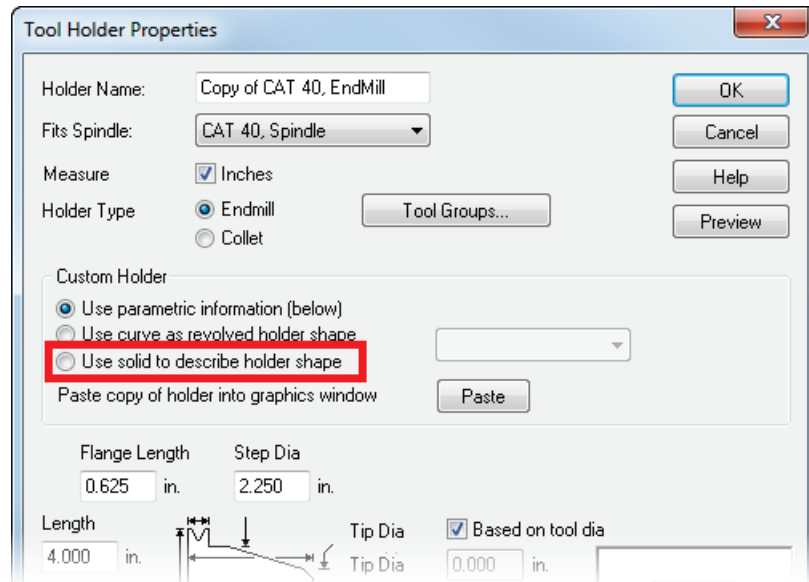 Tool Holder Properties
Holder Name: Copy of CAT 40, EndMill OK
Fits Spindle: CAT 40, Spindle Cancel
Measure Inches Help
Holder Type Endmill Tool Groups... Preview
Collet
Custom Holder
Use parametric information (below)
Use curve as revolved holder shape
Use solid to describe holder shape
Paste copy of holder into graphics window Paste
Flange Length Step Dia
0.625 in. 2.250 in.
Length Tip Dia Based on tool dia
4.000 in. Tip Dia 0.000 in.